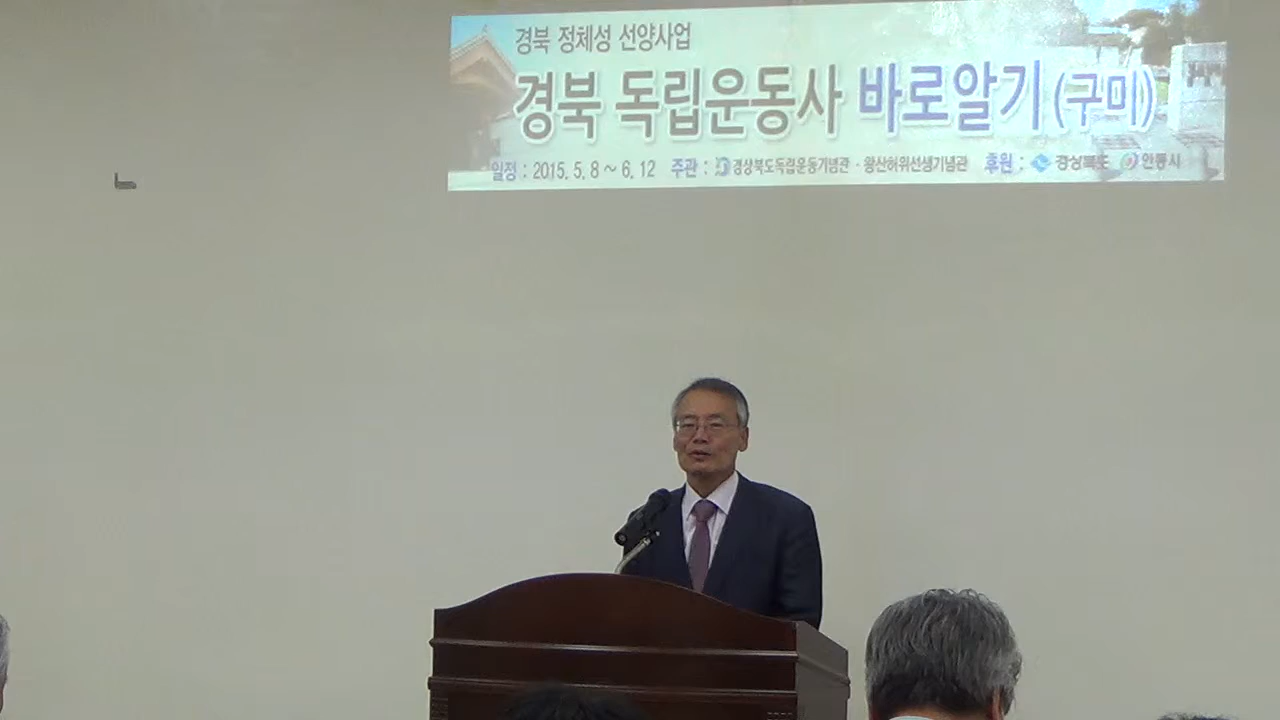 경북 정체성 선양사업
경북 독립운동사 바로알기(구미)
일정 : 2015. 5. 8 ~ 6. 12 주관 : 경상북도독립운동기념관 · 왕산허위선생기념관 후원 : 경상북도 안동시